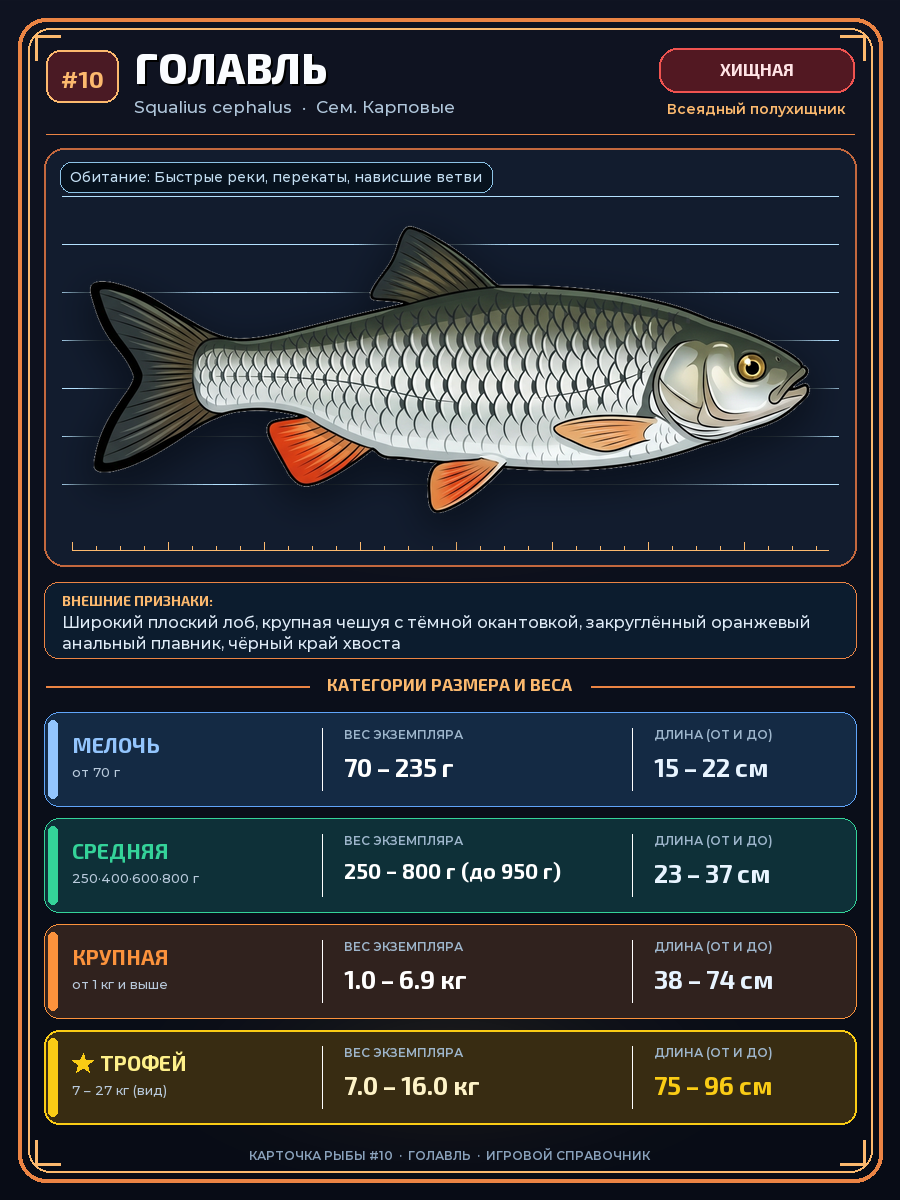 #10
ГОЛАВЛЬ
Squalius cephalus · Сем. Карповые
ХИЩНАЯ
Всеядный полухищник
Обитание: Быстрые реки, перекаты, нависшие ветви
ВНЕШНИЕ ПРИЗНАКИ:
Широкий плоский лоб, крупная чешуя с тёмной окантовкой, закруглённый оранжевый
анальный плавник, чёрный край хвоста
КАТЕГОРИИ РАЗМЕРА И ВЕСА
МЕЛОЧЬ
от 70 г
ВЕС ЭКЗЕМПЛЯРА
70 – 235 г
ДЛИНА (ОТ И ДО)
15 – 22 см
СРЕДНЯЯ
250·400·600·800 г
ВЕС ЭКЗЕМПЛЯРА
250 – 800 г (до 950 г)
ДЛИНА (ОТ И ДО)
23 – 37 см
КРУПНАЯ
от 1 кг и выше
ВЕС ЭКЗЕМПЛЯРА
1.0 – 6.9 кг
ДЛИНА (ОТ И ДО)
38 – 74 см
★ ТРОФЕЙ
7 – 27 кг (вид)
ВЕС ЭКЗЕМПЛЯРА
7.0 – 16.0 кг
ДЛИНА (ОТ И ДО)
75 – 96 см
КАРТОЧКА РЫБЫ #10 · ГОЛАВЛЬ · ИГРОВОЙ СПРАВОЧНИК